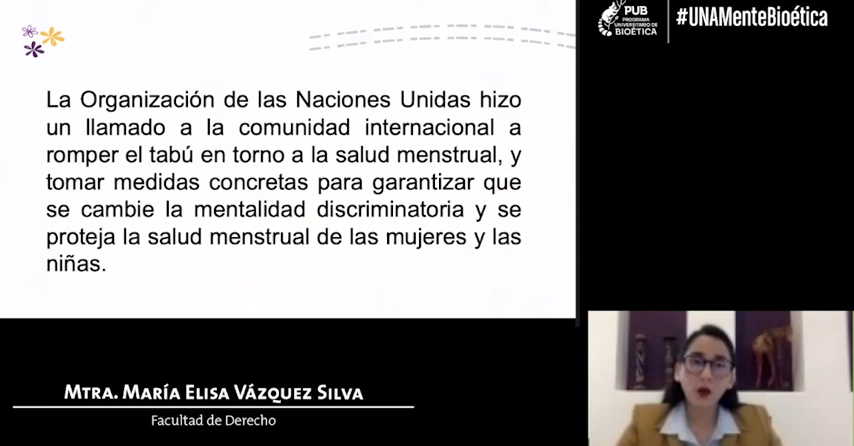 La Organización de las Naciones Unidas hizo
un llamado a la comunidad internacional a
romper el tabú en torno a la salud menstrual, y
tomar medidas concretas para garantizar que
se cambie la mentalidad discriminatoria y se
proteja la salud menstrual de las mujeres y las
niñas.
PUB
PROGRAMA
UNIVERSITARIO DE
BIOÉTICA
#UNAMenteBioética
Mtra. María Elisa Vázquez Silva
Facultad de Derecho